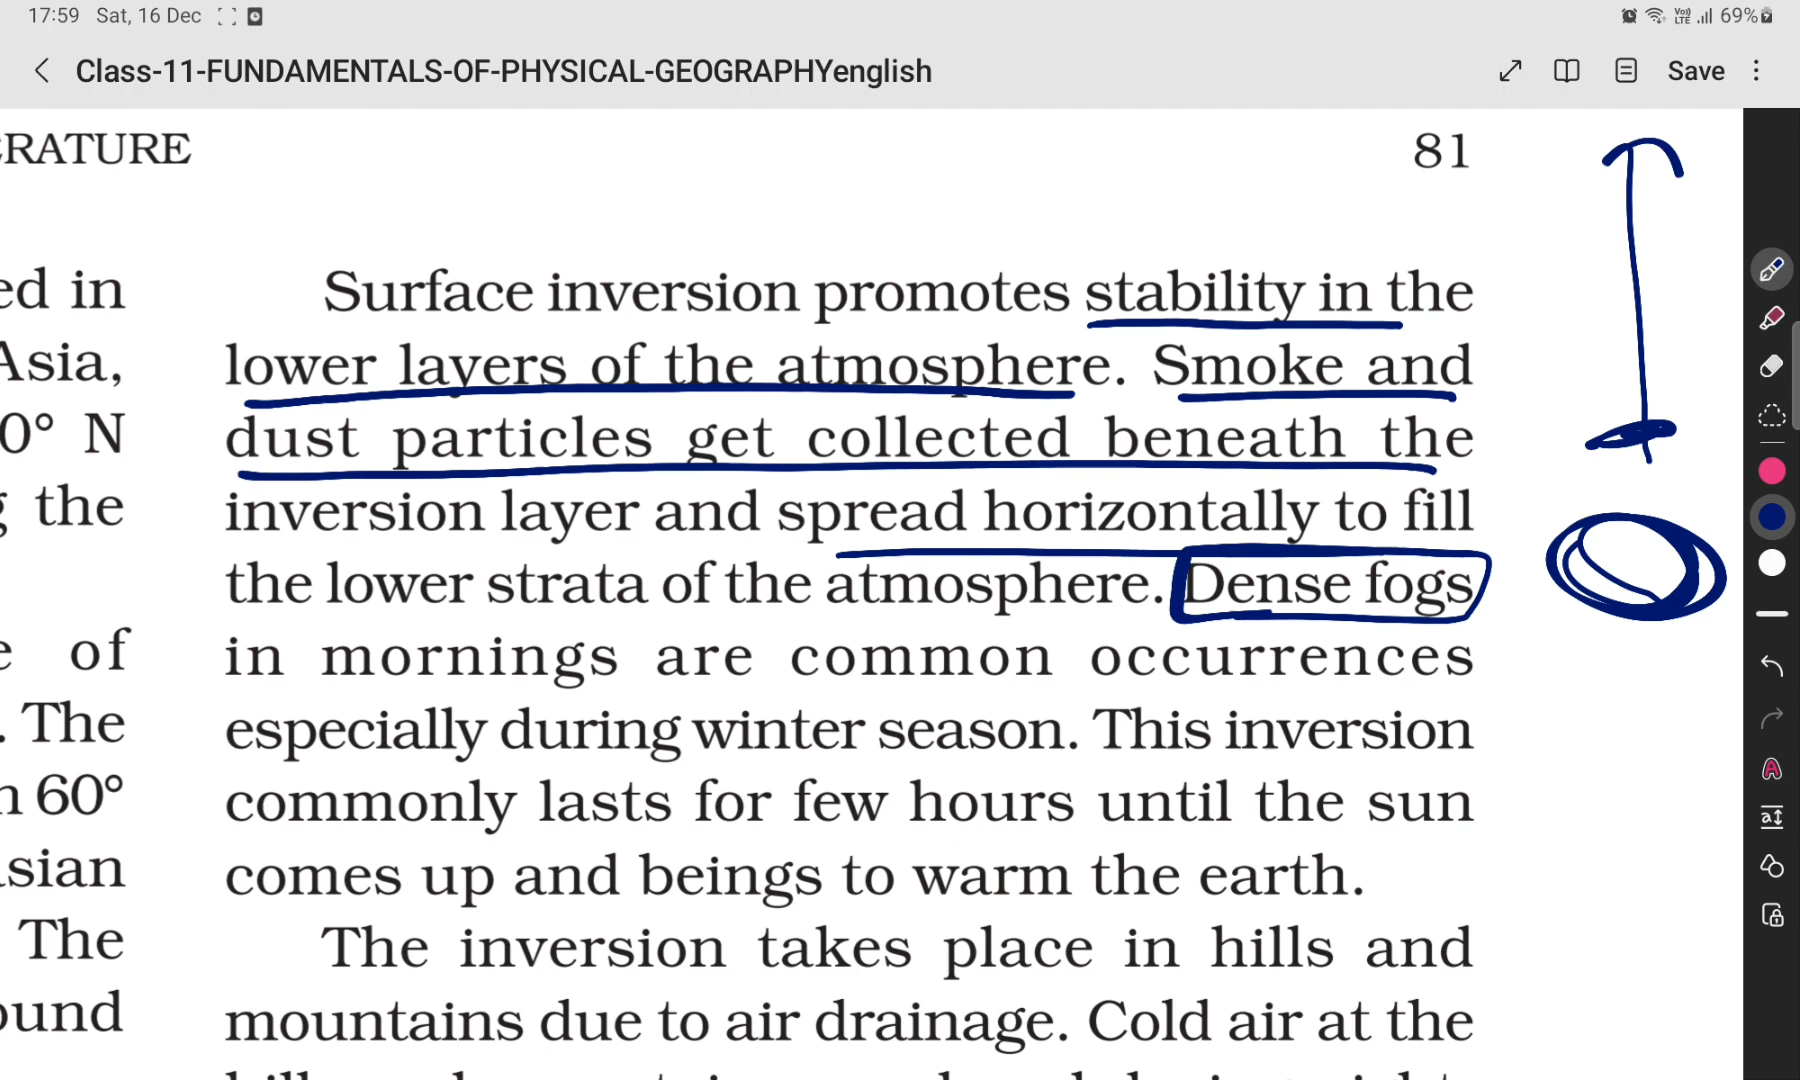 17:59 Sat, 16 Dec
69%
Class-11-FUNDAMENTALS-OF-PHYSICAL-GEOGRAPHYenglish
Save
ERATURE
81
ed in
Asia,
0° N
g the
e of
. The
n 60°
asian
The
ound
Surface inversion promotes stability in the
lower layers of the atmosphere. Smoke and
dust particles get collected beneath the
inversion layer and spread horizontally to fill
the lower strata of the atmosphere. Dense fogs
in mornings are common occurrences
especially during winter season. This inversion
commonly lasts for few hours until the sun
comes up and beings to warm the earth.
The inversion takes place in hills and
mountains due to air drainage. Cold air at the